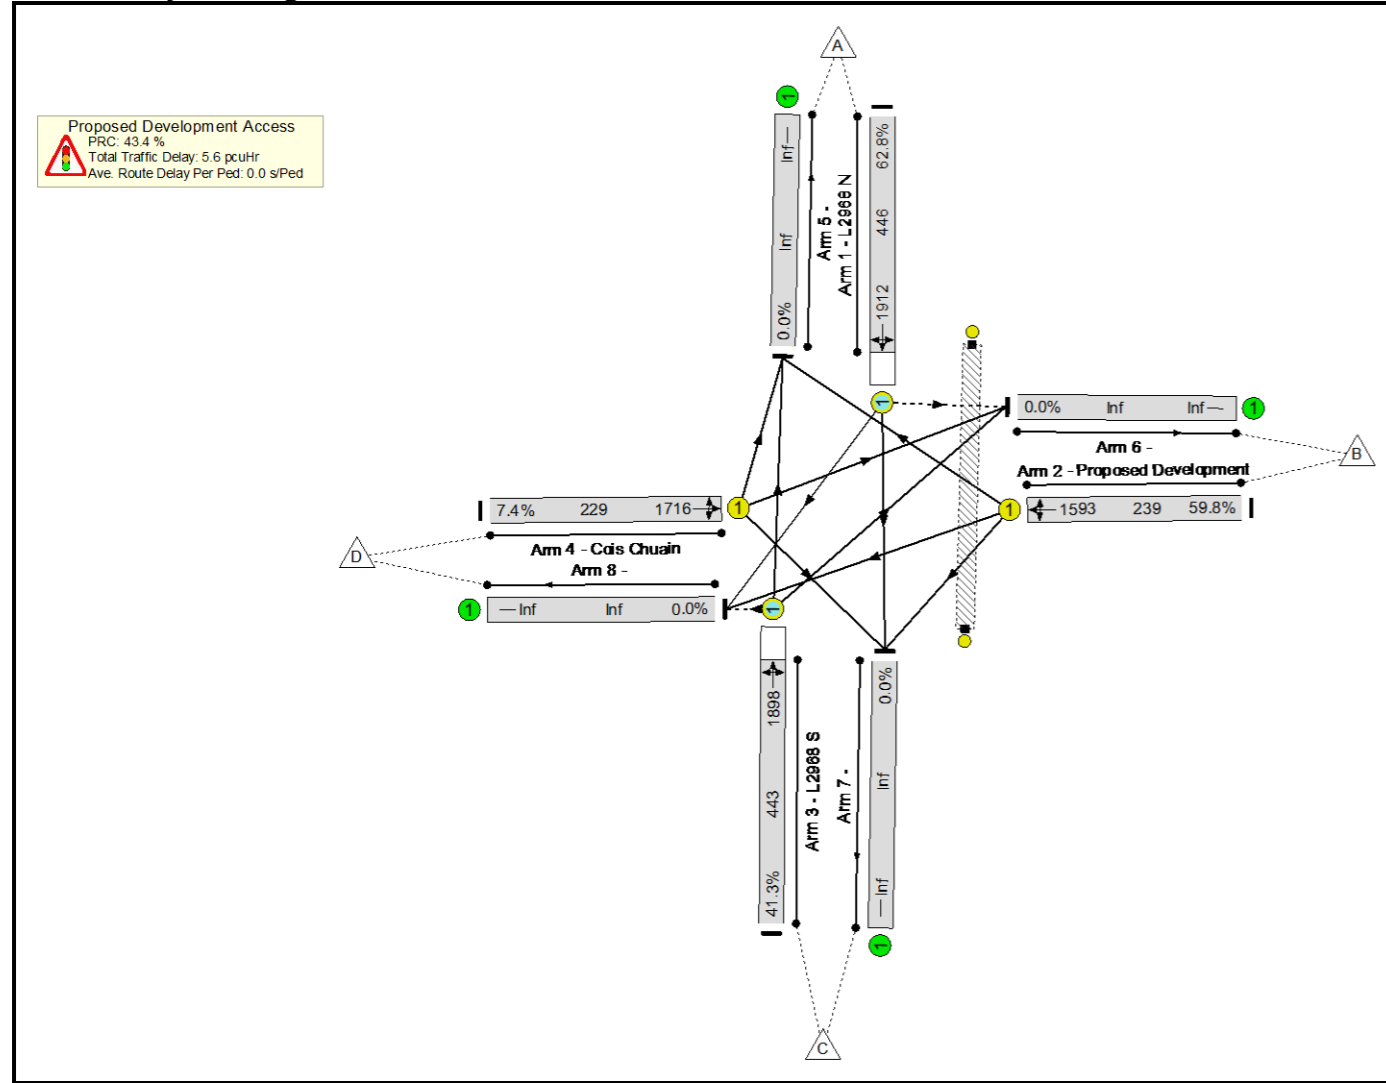 A
Proposed Development Access
PRC: 43.4 %
Total Traffic Delay: 5.6 pcuHr
Ave. Route Delay Per Ped: 0.0 s/Ped
1
0.0% Inf Inf
Arm 5 -
Arm 1 - L2968 N
1912 446 62.8%
1
0.0% Inf Inf
1
Arm 6 -
B
Arm 2 - Proposed Development
1
1593 239 59.8%
7.4% 229 1716
1
Arm 4 - Cois Chuain
D
Arm 8 -
1
Inf Inf 0.0%
1
41.3% 443 1898
Arm 3 - L2968 S
Arm 7 -
Inf Inf 0.0%
1
C